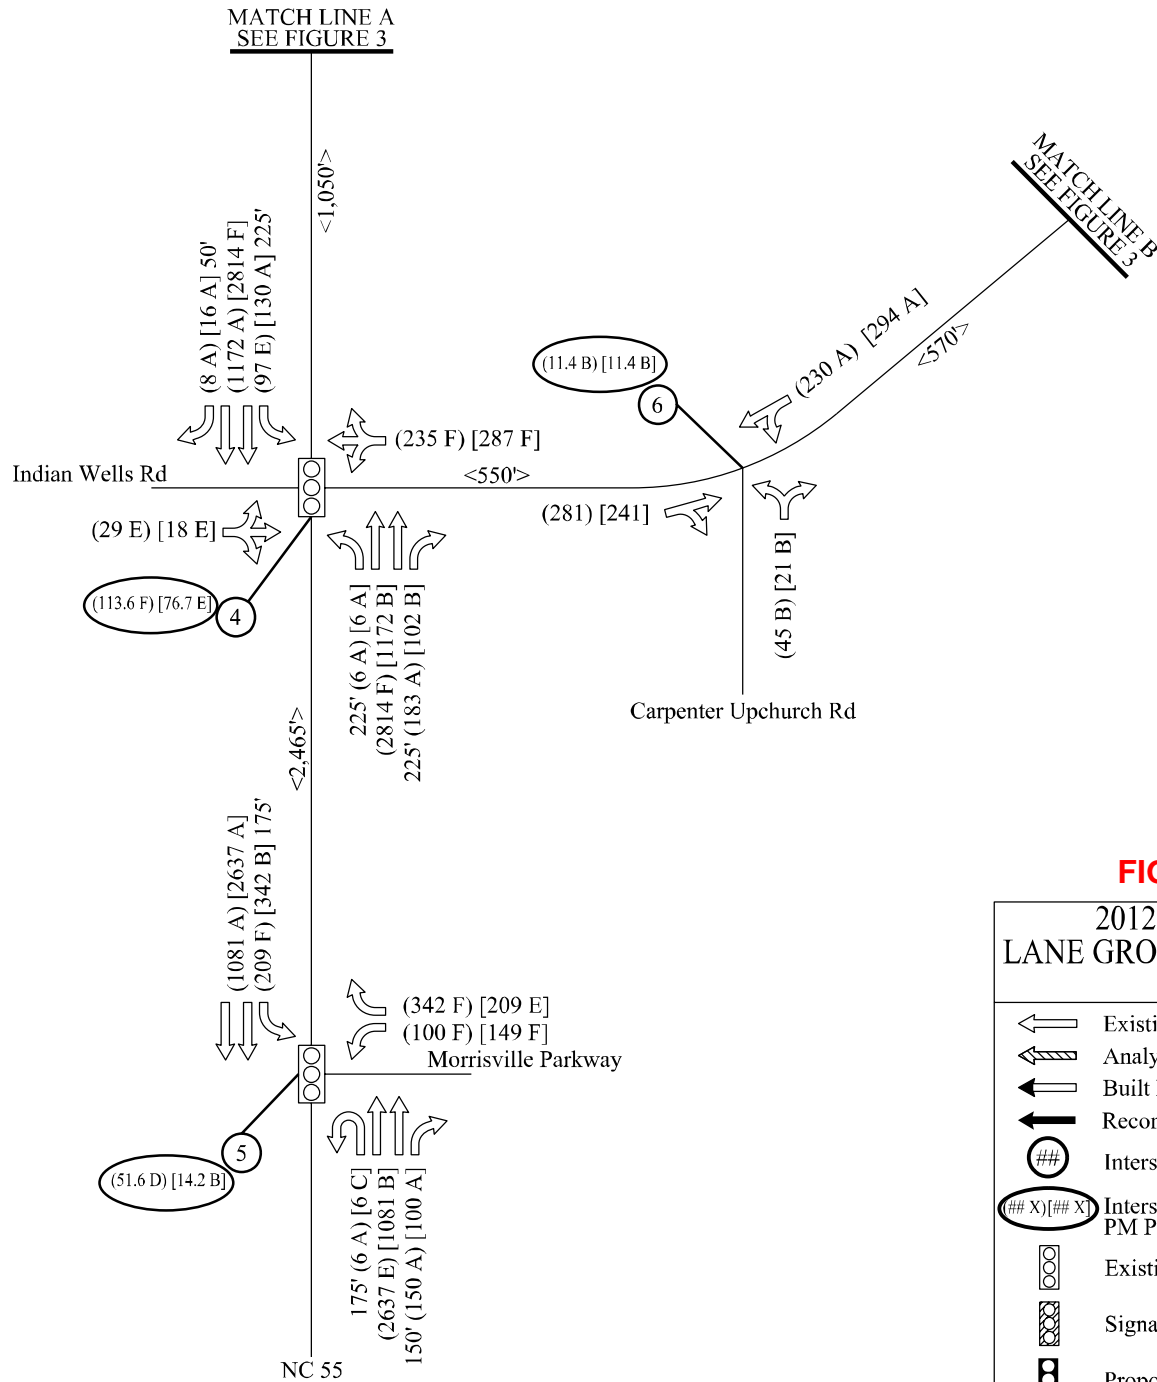 MATCH LINE A
SEE FIGURE 3
<1,050'>
MATCH LINE B
SEE FIGURE 3
(8 A) [16 A] 50'
(1172 A) [2814 F]
(97 E) [130 A] 225'
(230 A) [294 A]
<570'>
(11.4 B) [11.4 B]
6
(235 F) [287 F]
Indian Wells Rd
<550'>
(281) [241]
(29 E) [18 E]
(45 B) [21 B]
(113.6 F) [76.7 E]
4
225' (6 A) [6 A]
(2814 F) [1172 B]
225' (183 A) [102 B]
Carpenter Upchurch Rd
<2,465'>
(1081 A) [2637 A]
(209 F) [342 B] 175'
(342 F) [209 E]
(100 F) [149 F]
Morrisville Parkway
5
(51.6 D) [14.2 B]
175' (6 A) [6 C]
(2637 E) [1081 B]
150' (150 A) [100 A]
NC 55
FIG
2012
LANE GRO
Existi
Analy
Built
Recon
## Inters
(## X)[## X] Inters
PM P
Existi
Signa
Propo